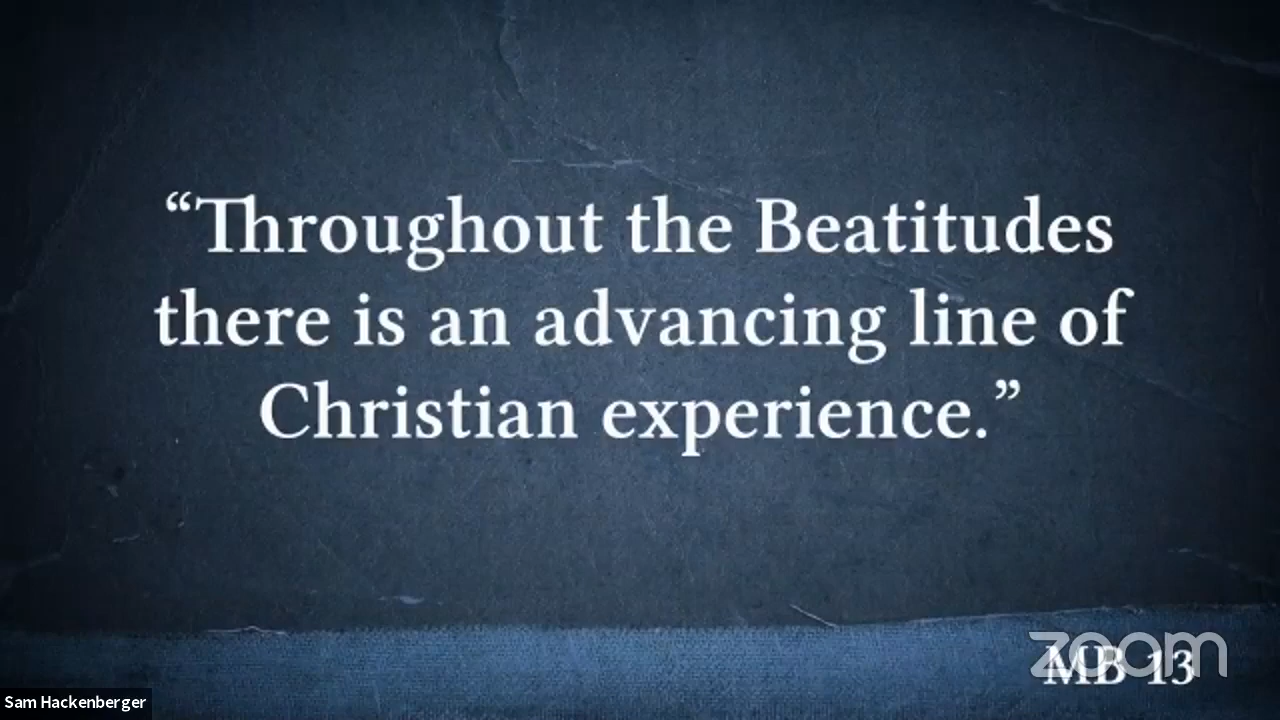 “Throughout the Beatitudes
there is an advancing line of
Christian experience.”
zoom
MB 13
Sam Hackenberger